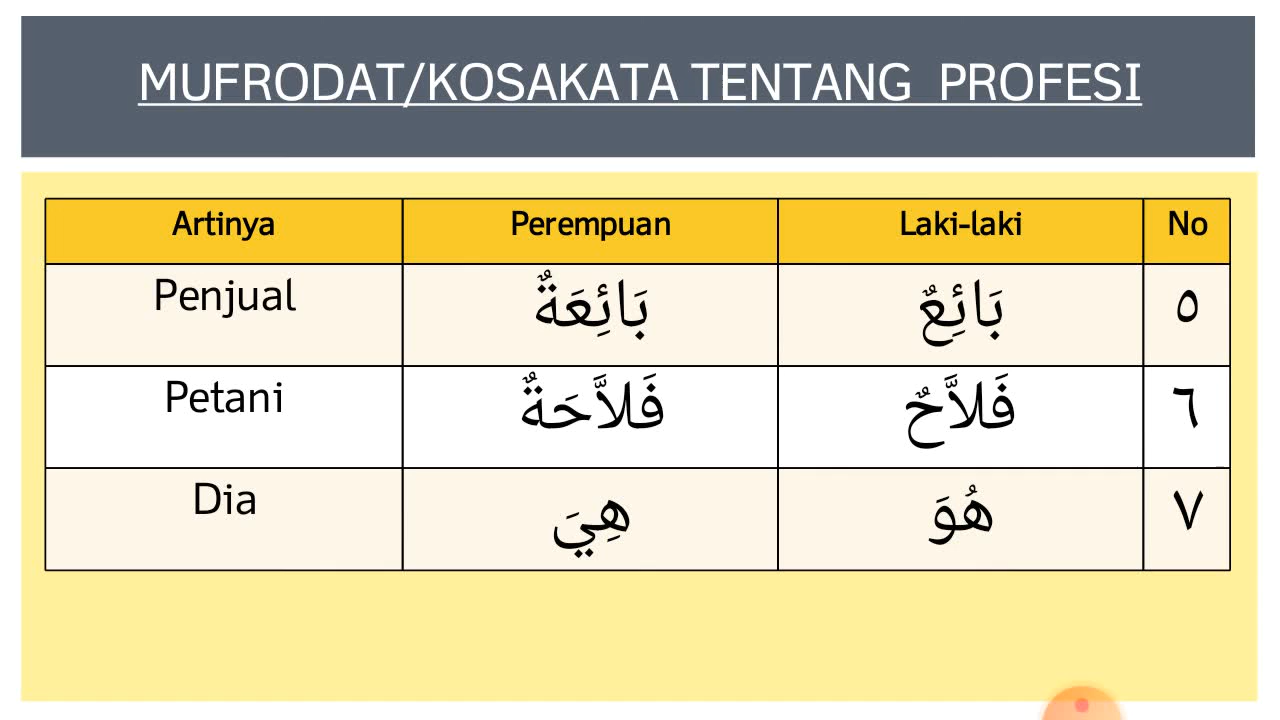 MUFRODAT/KOSAKATA TENTANG PROFESI
Artinya Perempuan Laki-laki No
Penjual بَائِعَةٌ بَائِعٌ ٥
Petani فَلاَّحَةٌ فَلاَّحٌ ٦
Dia هِيَ هُوَ ٧